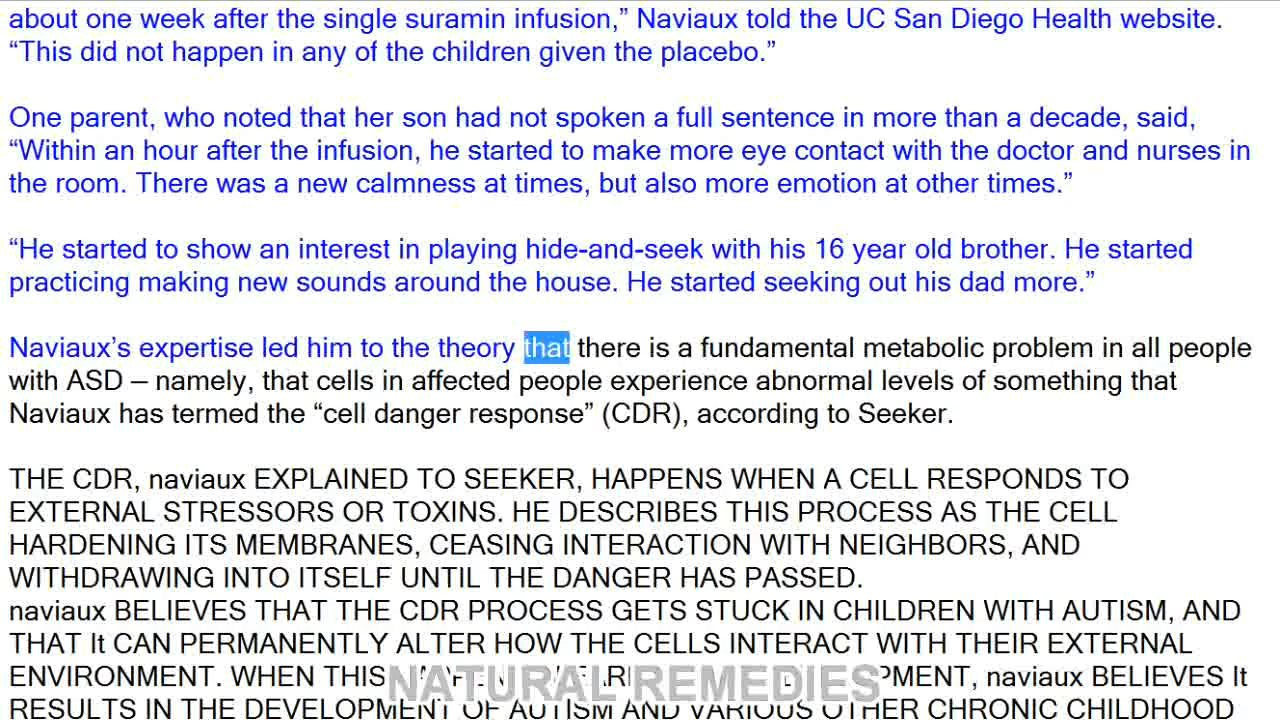 about one week after the single suramin infusion,” Naviaux told the UC San Diego Health website.
“This did not happen in any of the children given the placebo.”
One parent, who noted that her son had not spoken a full sentence in more than a decade, said,
“Within an hour after the infusion, he started to make more eye contact with the doctor and nurses in
the room. There was a new calmness at times, but also more emotion at other times.”
“He started to show an interest in playing hide-and-seek with his 16 year old brother. He started
practicing making new sounds around the house. He started seeking out his dad more.”
Naviaux’s expertise led him to the theory that there is a fundamental metabolic problem in all people
with ASD — namely, that cells in affected people experience abnormal levels of something that
Naviaux has termed the “cell danger response” (CDR), according to Seeker.
THE CDR, naviaux EXPLAINED TO SEEKER, HAPPENS WHEN A CELL RESPONDS TO
EXTERNAL STRESSORS OR TOXINS. HE DESCRIBES THIS PROCESS AS THE CELL
HARDENING ITS MEMBRANES, CEASING INTERACTION WITH NEIGHBORS, AND
WITHDRAWING INTO ITSELF UNTIL THE DANGER HAS PASSED.
naviaux BELIEVES THAT THE CDR PROCESS GETS STUCK IN CHILDREN WITH AUTISM, AND
THAT It CAN PERMANENTLY ALTER HOW THE CELLS INTERACT WITH THEIR EXTERNAL
ENVIRONMENT. WHEN THIS naviaux BELIEVES It
NATURAL REMEDIES
RESULTS IN THE DEVELOPMENT OF AUTISM AND VARIOUS OTHER CHRONIC CHILDHOOD